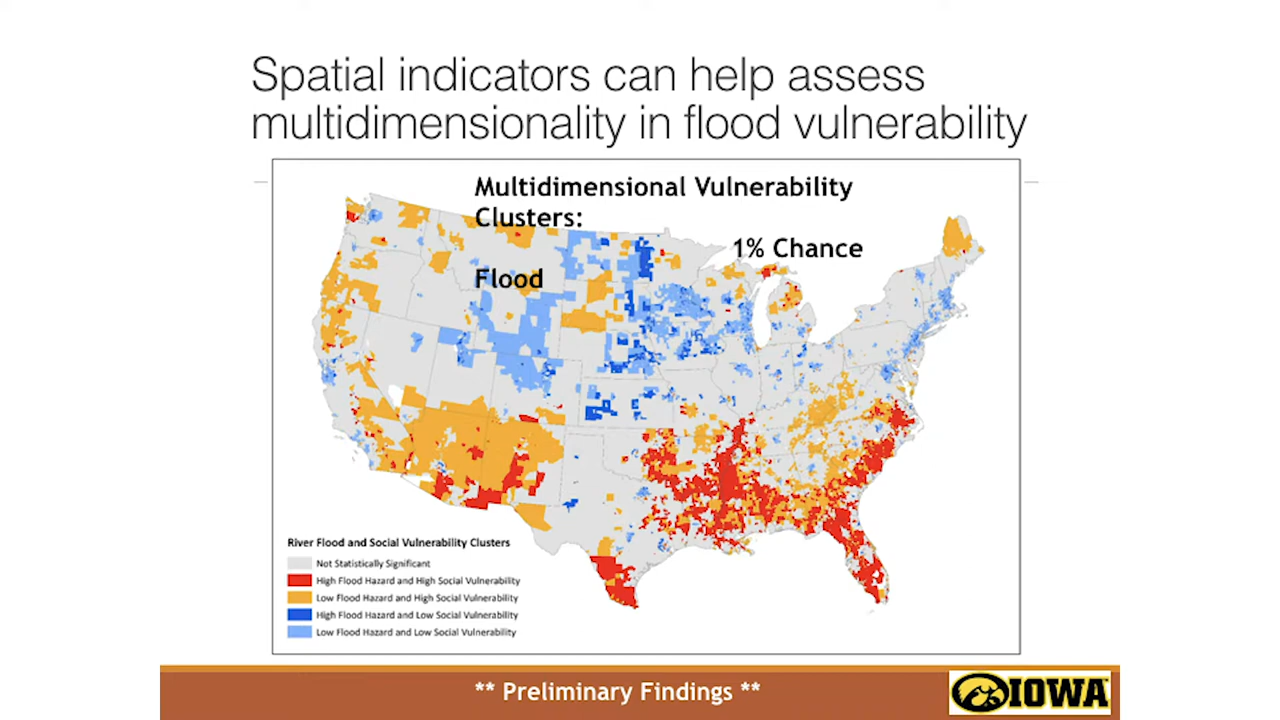 Spatial indicators can help assess
multidimensionality in flood vulnerability
Multidimensional Vulnerability
Clusters:
1% Chance
Flood
River Flood and Social Vulnerability Clusters
Not Statistically Significant
High Flood Hazard and High Social Vulnerability
Low Flood Hazard and High Social Vulnerability
High Flood Hazard and Low Social Vulnerability
Low Flood Hazard and Low Social Vulnerability
** Preliminary Findings **
IOWA